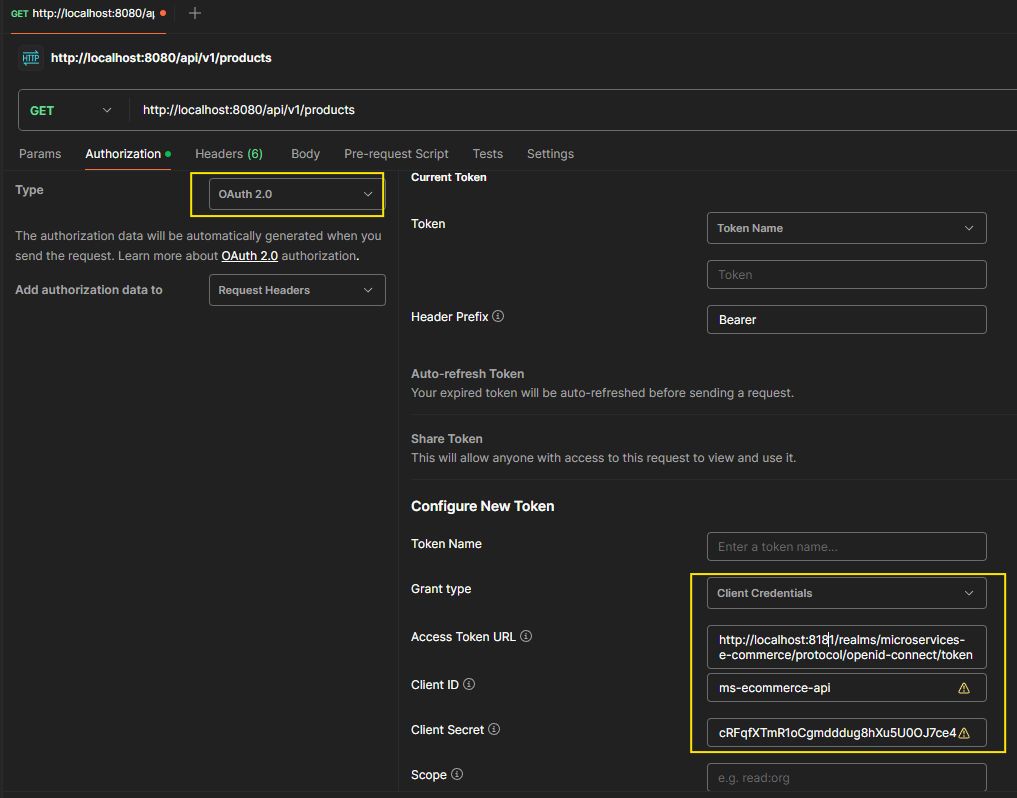 GET http://localhost:8080/a
http://localhost:8080/api/v1/products
GET http://localhost:8080/api/v1/products
Params Authorization Headers (6) Body Pre-request Script Tests Settings
Type OAuth 2.0
The authorization data will be automatically generated when you
send the request. Learn more about OAuth 2.0 authorization.
Add authorization data to Request Headers
Current Token
Token Token Name
Token
Header Prefix Bearer
Auto-refresh Token
Your expired token will be auto-refreshed before sending a request.
Share Token
This will allow anyone with access to this request to view and use it.
Configure New Token
Token Name Enter a token name...
Grant type Client Credentials
Access Token URL http://localhost:8181/realms/microservices-
e-commerce/protocol/openid-connect/token
Client ID ms-ecommerce-api
Client Secret cRFqfXTmR1oCgmdddug8hXu5U0OJ7ce4
Scope e.g. read:org